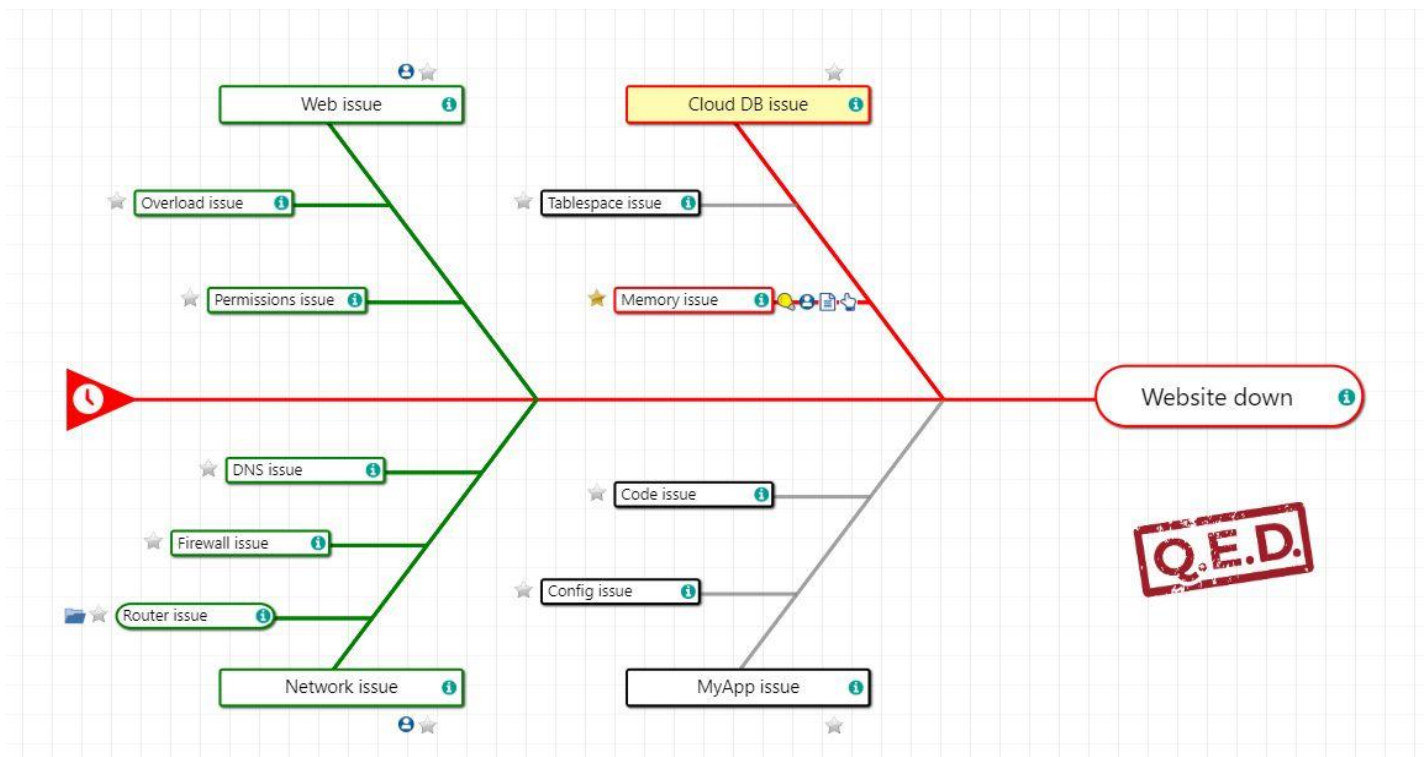 Web issue
Cloud DB issue
Overload issue
Tablespace issue
Permissions issue
Memory issue
Website down
DNS issue
Code issue
Firewall issue
Q.E.D.
Config issue
Router issue
Network issue
MyApp issue